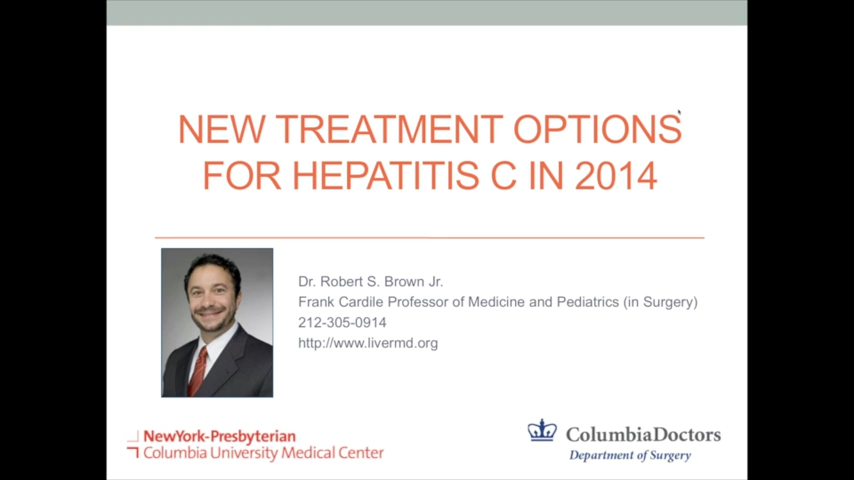 NEW TREATMENT OPTIONS
FOR HEPATITIS C IN 2014
Dr. Robert S. Brown Jr.
Frank Cardile Professor of Medicine and Pediatrics (in Surgery)
212-305-0914
http://www.livermd.org
NewYork-Presbyterian
Columbia University Medical Center
ColumbiaDoctors
Department of Surgery